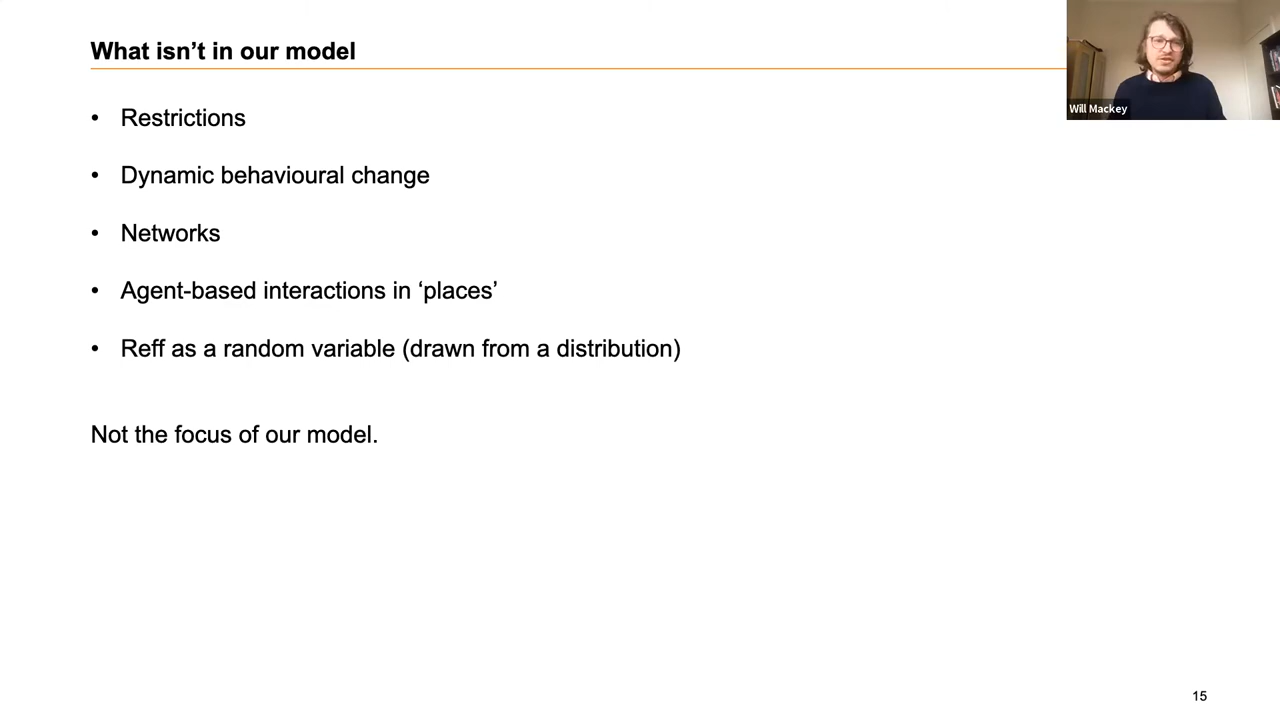 What isn’t in our model
Will Mackey
• Restrictions
• Dynamic behavioural change
• Networks
• Agent-based interactions in ‘places’
• Reff as a random variable (drawn from a distribution)
Not the focus of our model.
15